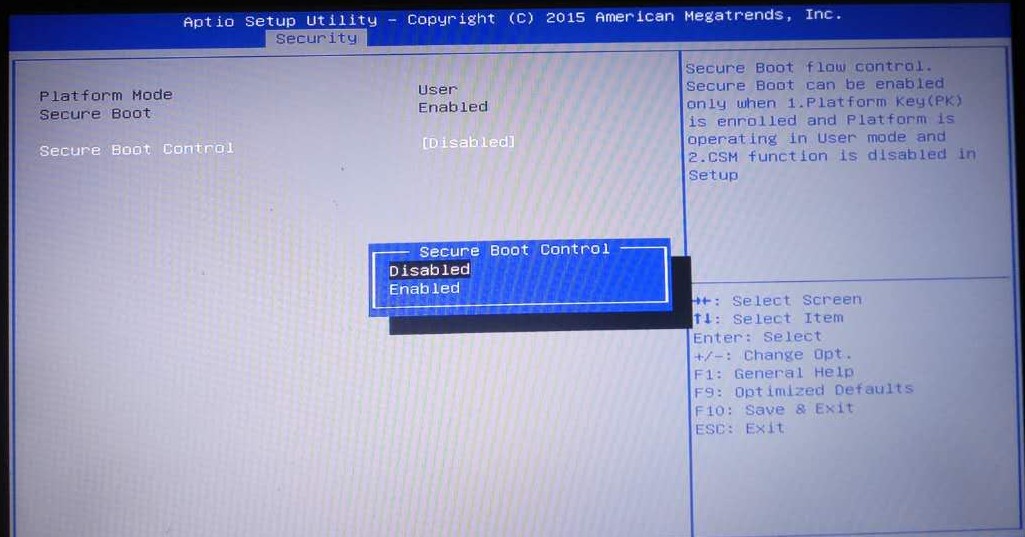 Aptio Setup Utility - Copyright (C) 2015 American Megatrends, Inc.
Security
Platform Mode User
Secure Boot Enabled
Secure Boot Control [Disabled]
Secure Boot Control
Disabled
Enabled
Secure Boot flow control.
Secure Boot can be enabled
only when 1.Platform Key(PK)
is enrolled and Platform is
operating in User mode and
2.CSM function is disabled in
Setup
→←: Select Screen
↑↓: Select Item
Enter: Select
+/-: Change Opt.
F1: General Help
F9: Optimized Defaults
F10: Save & Exit
ESC: Exit